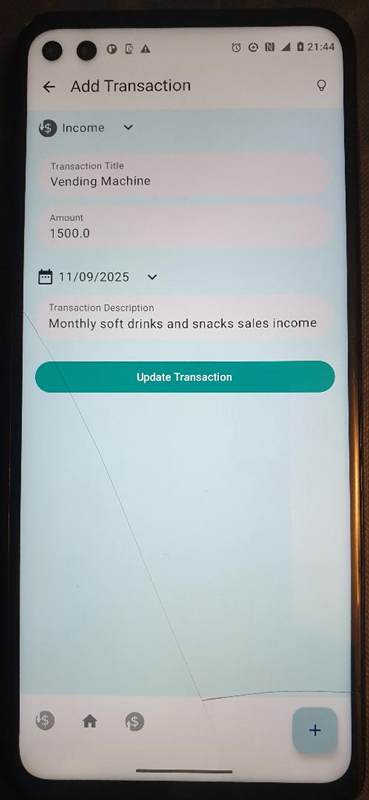 21:44
Add Transaction
Income
Transaction Title
Vending Machine
Amount
1500.0
11/09/2025
Transaction Description
Monthly soft drinks and snacks sales income
Update Transaction